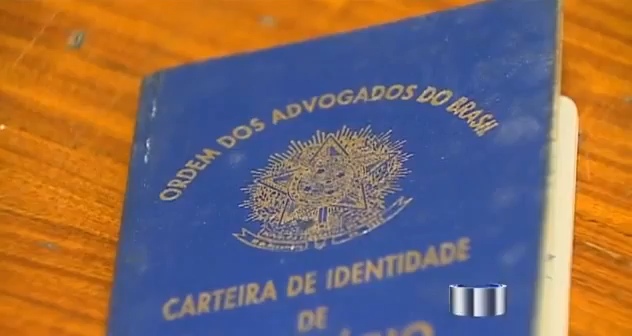 ORDEM DOS ADVOGADOS DO BRASIL
CARTEIRA DE IDENTIDADE
DE